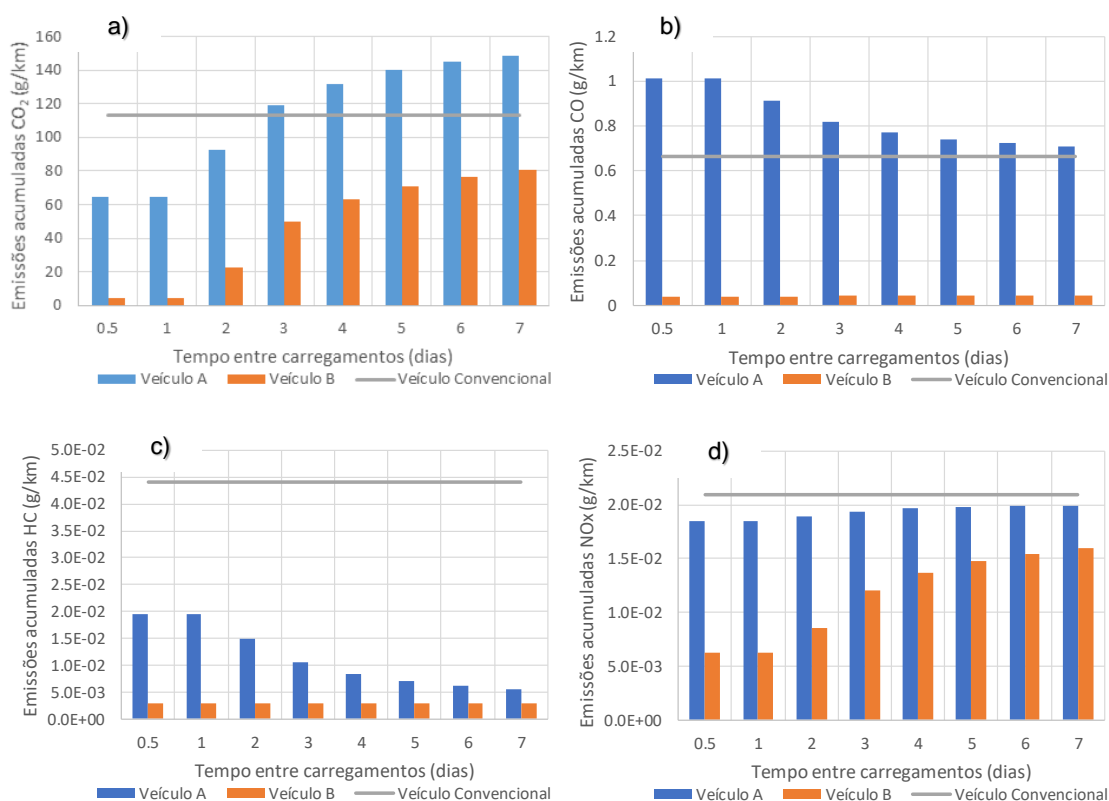 a)
Emissões acumuladas CO₂ (g/km)
160
140
120
100
80
60
40
20
0
0.5 1 2 3 4 5 6 7
Tempo entre carregamentos (dias)
Veículo A Veículo B Veículo Convencional
b)
Emissões acumuladas CO (g/km)
1.2
1
0.8
0.6
0.4
0.2
0
0.5 1 2 3 4 5 6 7
Tempo entre carregamentos (dias)
Veículo A Veículo B Veículo Convencional
c)
Emissões acumuladas HC (g/km)
5.0E-02
4.5E-02
4.0E-02
3.5E-02
3.0E-02
2.5E-02
2.0E-02
1.5E-02
1.0E-02
5.0E-03
0.0E+00
0.5 1 2 3 4 5 6 7
Tempo entre carregamentos (dias)
Veículo A Veículo B Veículo Convencional
d)
Emissões acumuladas NOx (g/km)
2.5E-02
2.0E-02
1.5E-02
1.0E-02
5.0E-03
0.0E+00
0.5 1 2 3 4 5 6 7
Tempo entre carregamentos (dias)
Veículo A Veículo B Veículo Convencional